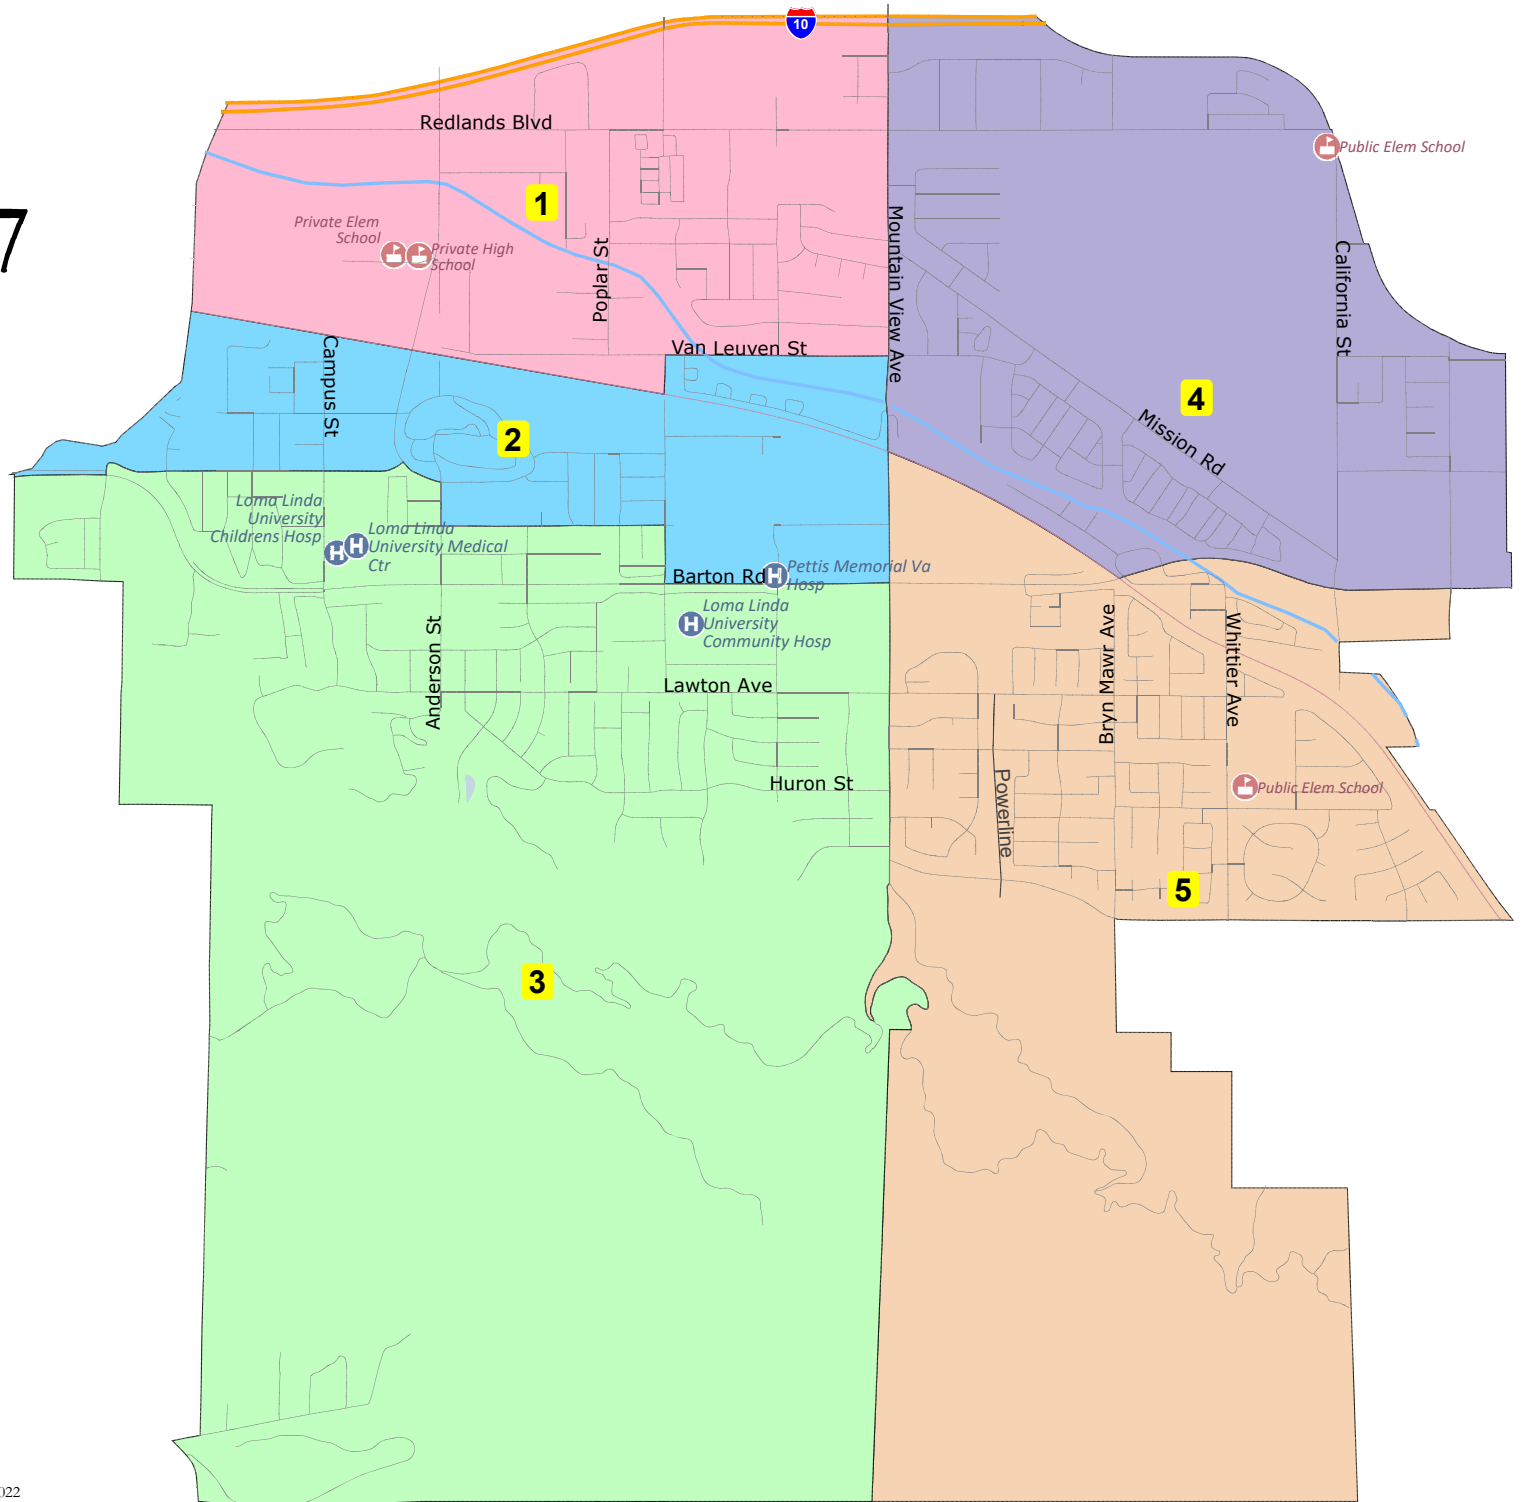 10
Redlands Blvd
Public Elem School
7
1
Private Elem
School
Private High
School
Poplar St
Mountain View Ave
California St
Van Leuven St
Campus St
4
2
Mission Rd
Loma Linda
University
Childrens Hosp
Loma Linda
University Medical
Ctr
Barton Rd
Pettis Memorial Va
Hosp
Loma Linda
University
Community Hosp
Anderson St
Bryn Mawr Ave
Whittier Ave
Lawton Ave
Huron St
Powerline
Public Elem School
5
3
022